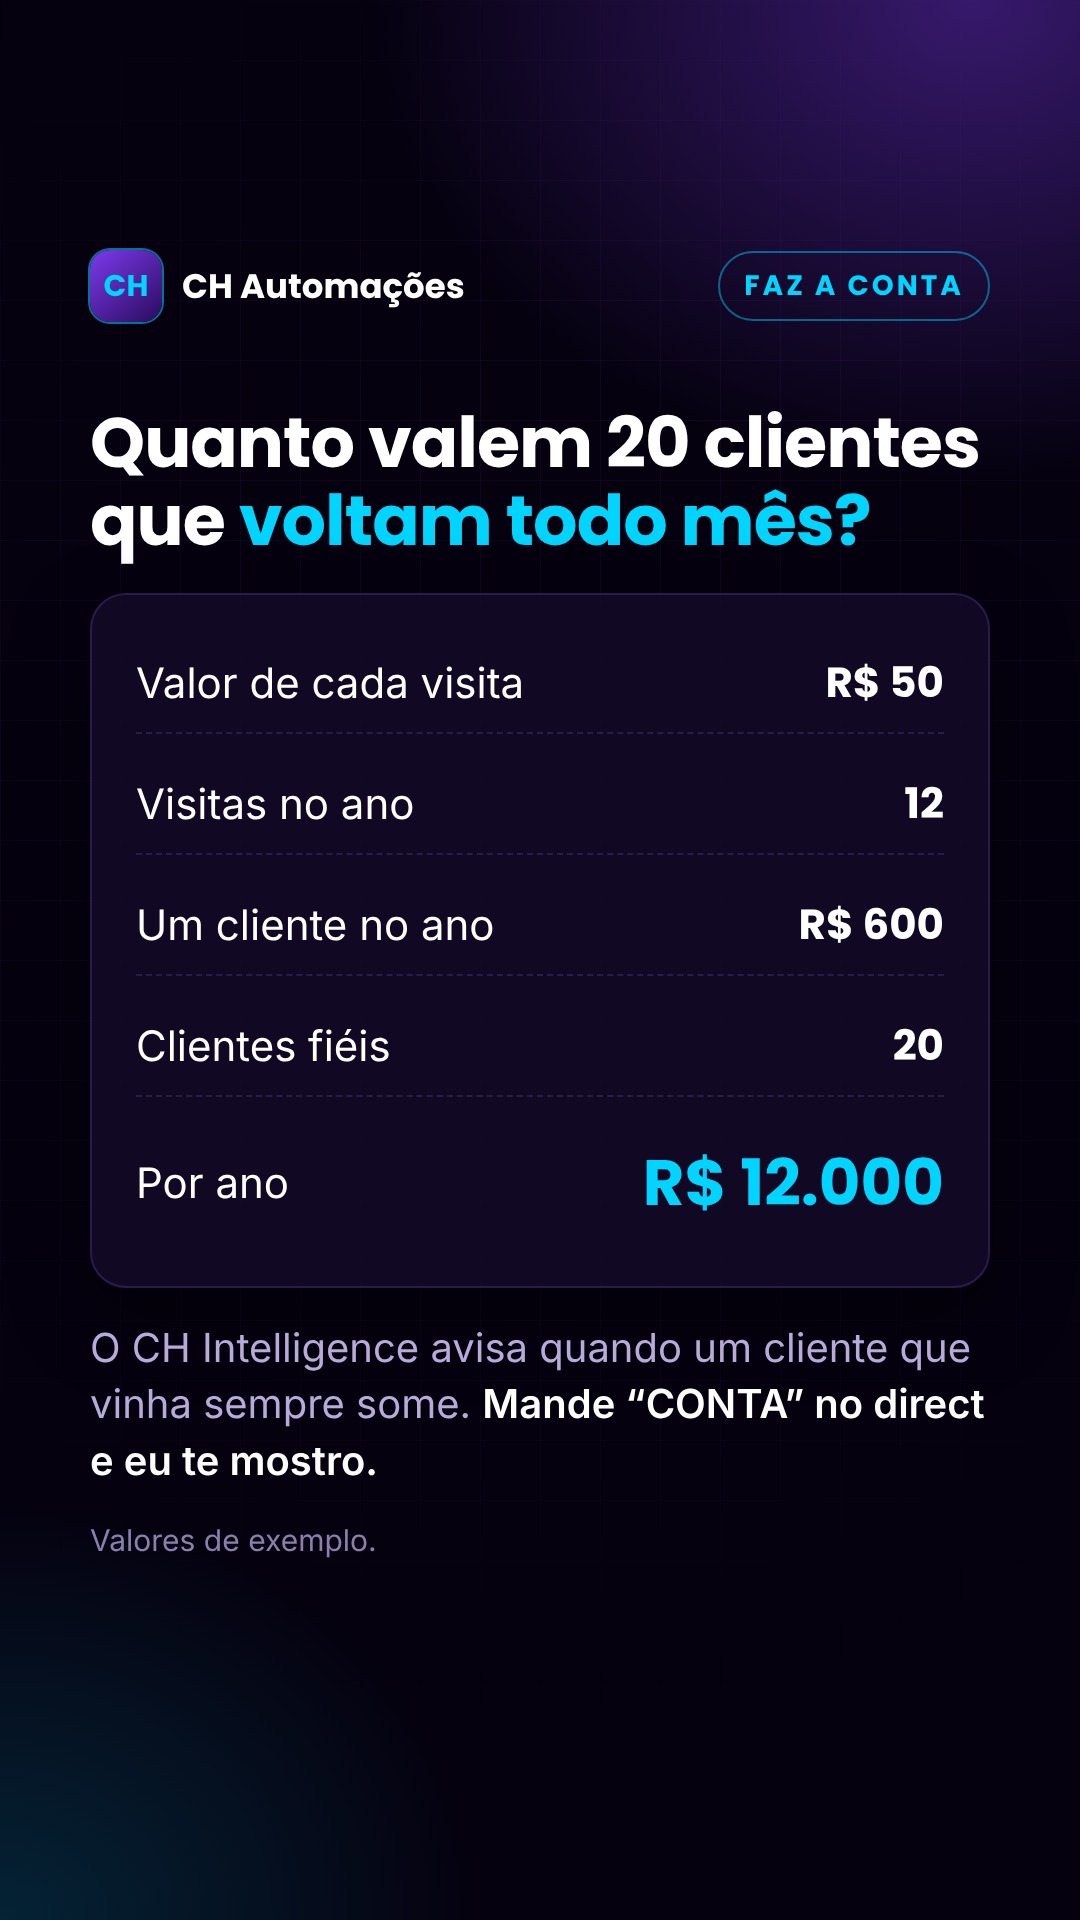 CH
CH Automações
FAZ A CONTA
Quanto valem 20 clientes
que voltam todo mês?
Valor de cada visita R$ 50
Visitas no ano 12
Um cliente no ano R$ 600
Clientes fiéis 20
Por ano R$ 12.000
O CH Intelligence avisa quando um cliente que
vinha sempre some. Mande “CONTA” no direct
e eu te mostro.
Valores de exemplo.